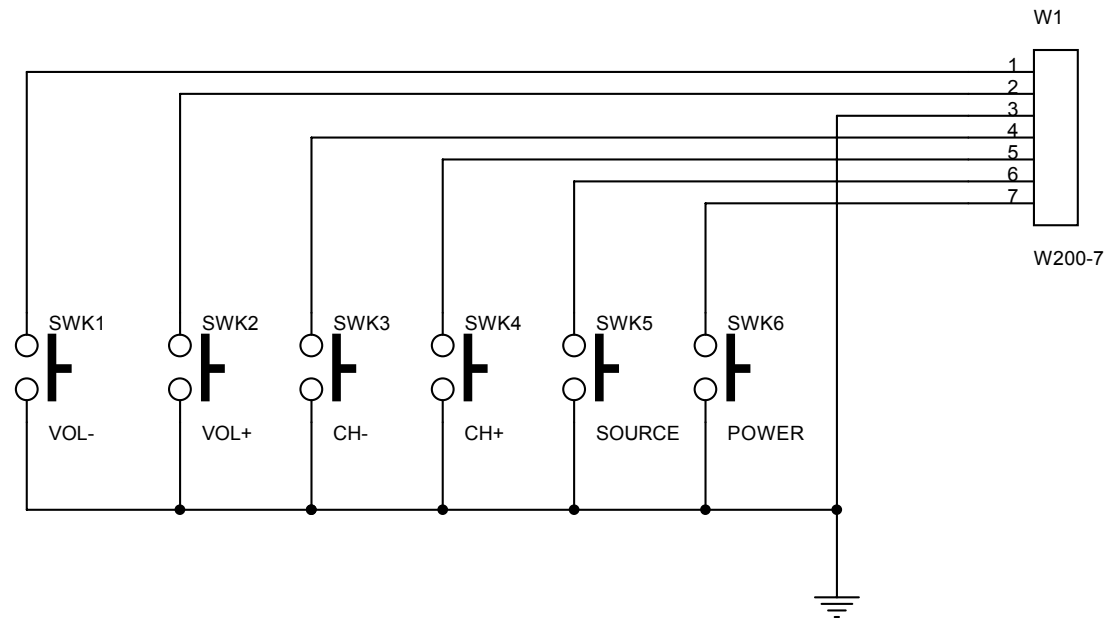 W1
1
2
3
4
5
6
7
W200-7
SWK1
SWK2
SWK3
SWK4
SWK5
SWK6
VOL-
VOL+
CH-
CH+
SOURCE
POWER